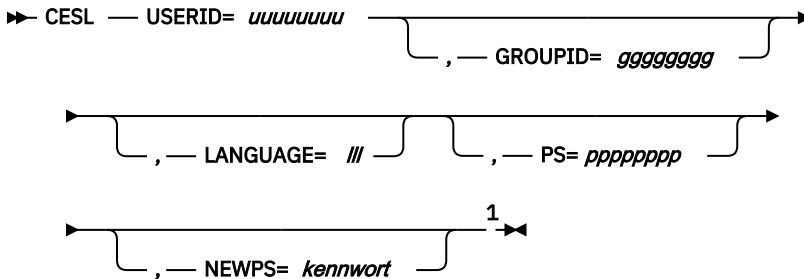 CESL USERID= uuuuuuuu , GROUPID= gggggggg
, LANGUAGE= lll , PS= pppppppp
, NEWPS= kennwort 1